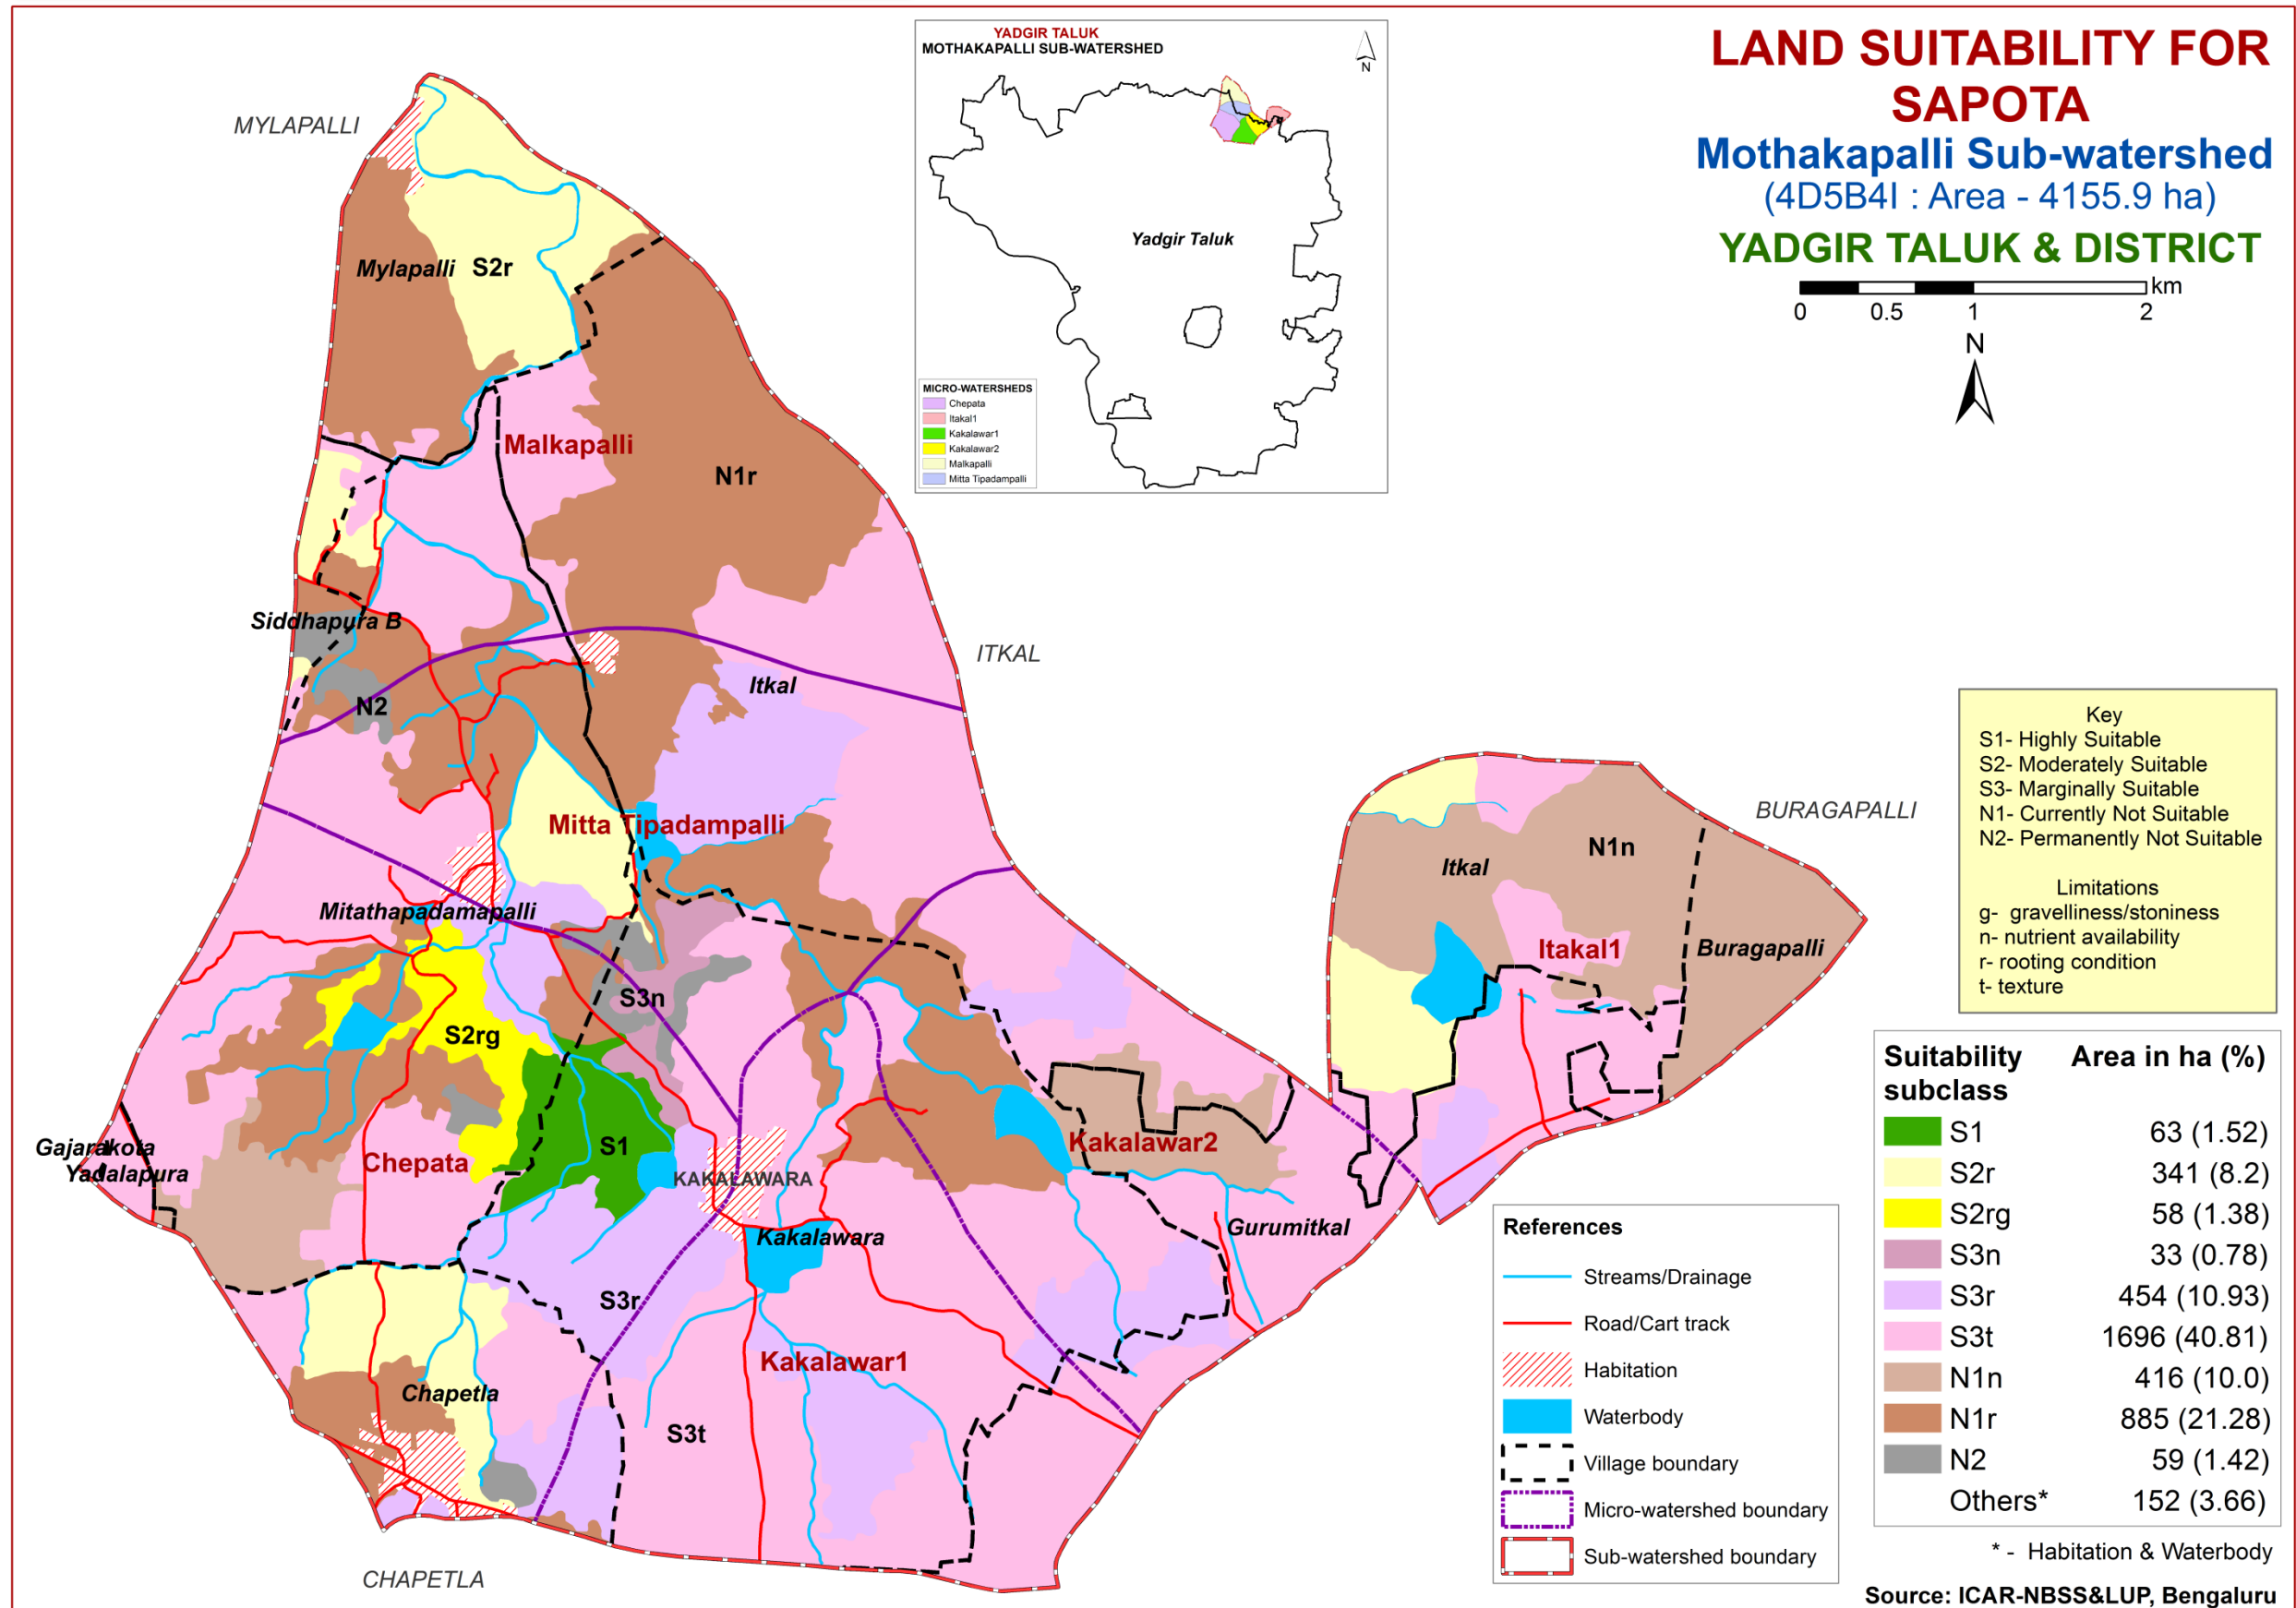 LAND SUITABILITY FOR
SAPOTA
Mothakapalli Sub-watershed
(4D5B4I : Area - 4155.9 ha)
YADGIR TALUK & DISTRICT
km
0 0.5 1 2
N
YADGIR TALUK
MOTHAKAPALLI SUB-WATERSHED
N
Yadgir Taluk
MICRO-WATERSHEDS
Chepata
Itakal1
Kakalawar1
Kakalawar2
Malkapalli
Mitta Tipadampalli
MYLAPALLI
Mylapalli S2r
Malkapalli
N1r
Siddhapura B
ITKAL
Itkal
N2
Mitta Tipadampalli
Mitathapadamapalli
S3n
S2rg
S1
Gajarakota
Yadalapura
Chepata
KAKALAWARA
Kakalawara
Kakalawar2
Gurumitkal
S3r
Kakalawar1
Chapetla
S3t
CHAPETLA
BURAGAPALLI
N1n
Itkal
Itakal1
Buragapalli
Key
S1- Highly Suitable
S2- Moderately Suitable
S3- Marginally Suitable
N1- Currently Not Suitable
N2- Permanently Not Suitable
Limitations
g- gravelliness/stoniness
n- nutrient availability
r- rooting condition
t- texture
Suitability subclass Area in ha (%)
S1 63 (1.52)
S2r 341 (8.2)
S2rg 58 (1.38)
S3n 33 (0.78)
S3r 454 (10.93)
S3t 1696 (40.81)
N1n 416 (10.0)
N1r 885 (21.28)
N2 59 (1.42)
Others* 152 (3.66)
* - Habitation & Waterbody
Source: ICAR-NBSS&LUP, Bengaluru
References
Streams/Drainage
Road/Cart track
Habitation
Waterbody
Village boundary
Micro-watershed boundary
Sub-watershed boundary